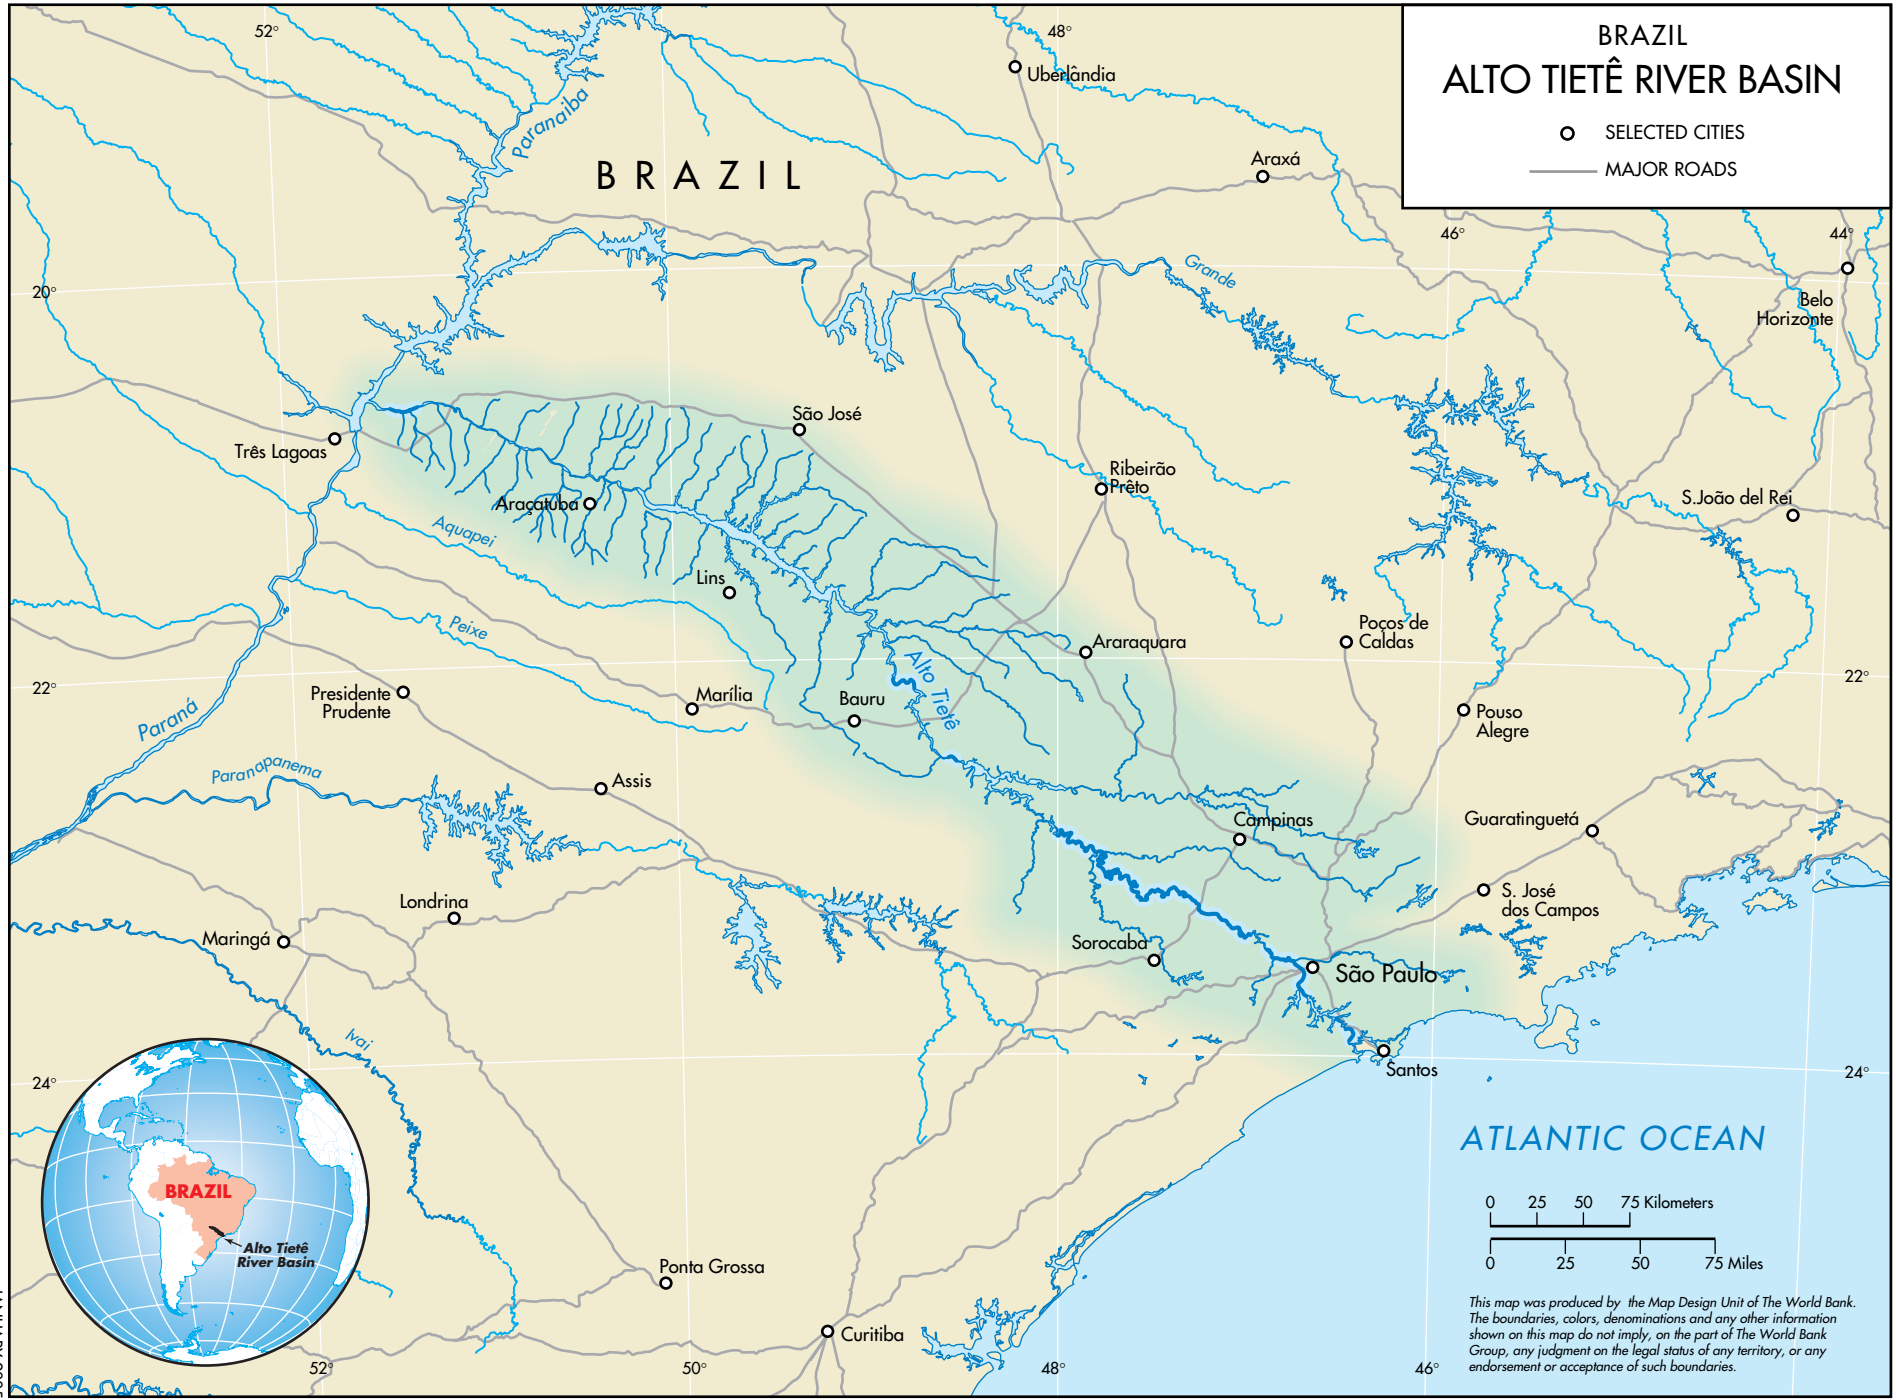 BRAZIL
ALTO TIETÊ RIVER BASIN
SELECTED CITIES
MAJOR ROADS
52°
48°
Uberlândia
Paranaiba
BRAZIL
Araxá
46°
44°
Grande
Belo
Horizonte
20°
São José
Três Lagoas
Ribeirão
Prêto
S.João del Rei
Araçatuba
Aquapei
Lins
Peixe
Poços de
Caldas
Araraquara
Alto Tietê
22°
22°
Presidente
Prudente
Marília
Bauru
Paraná
Pouso
Alegre
Paranapanema
Assis
Campinas
Guaratinguetá
Londrina
S. José
dos Campos
Maringá
Sorocaba
São Paulo
Ivai
24°
24°
Santos
ATLANTIC OCEAN
BRAZIL
Alto Tietê
River Basin
0 25 50 75 Kilometers
0 25 50 75 Miles
Ponta Grossa
Curitiba
This map was produced by the Map Design Unit of The World Bank.
The boundaries, colors, denominations and any other information
shown on this map do not imply, on the part of The World Bank
Group, any judgment on the legal status of any territory, or any
endorsement or acceptance of such boundaries.
52°
50°
48°
46°